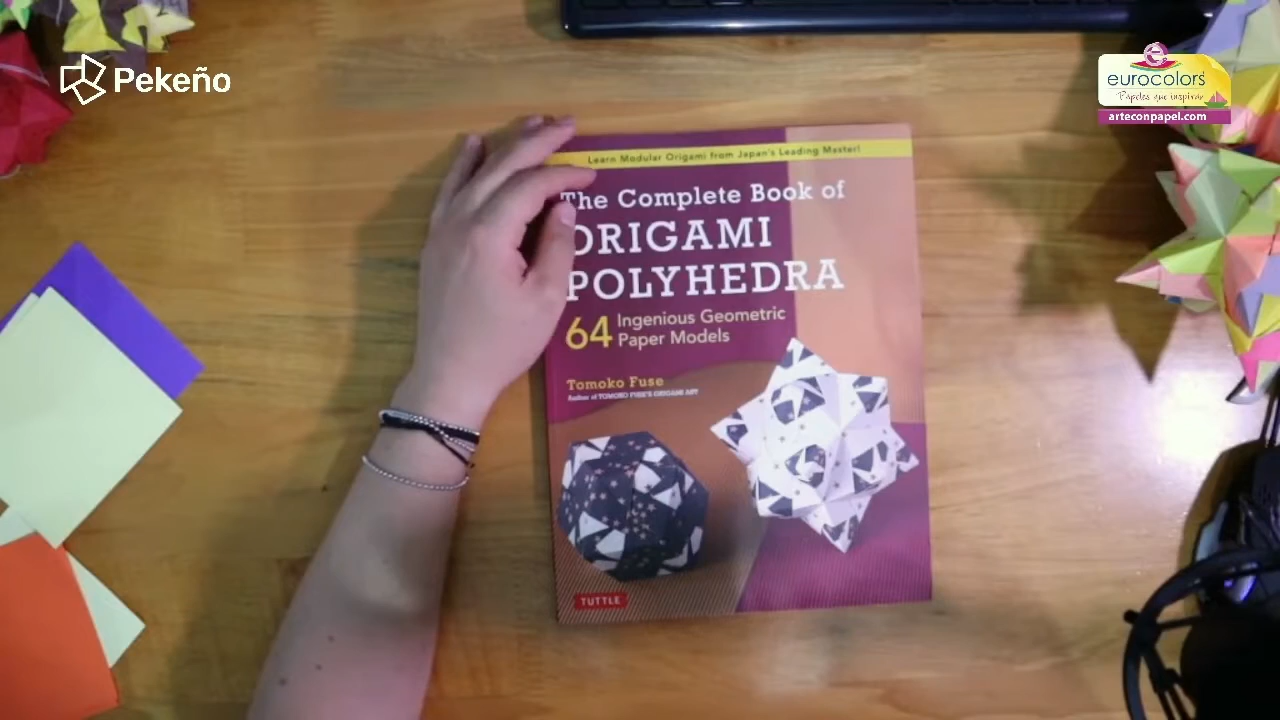 Pekeño
eurocolors
Papeles que inspiran
arteconpapel.com
Learn Modular Origami from Japan's Leading Master!
The Complete Book of
ORIGAMI
POLYHEDRA
64 Ingenious Geometric
Paper Models
Tomoko Fuse
Author of TOMOKO FUSE'S ORIGAMI ART
TUTTLE